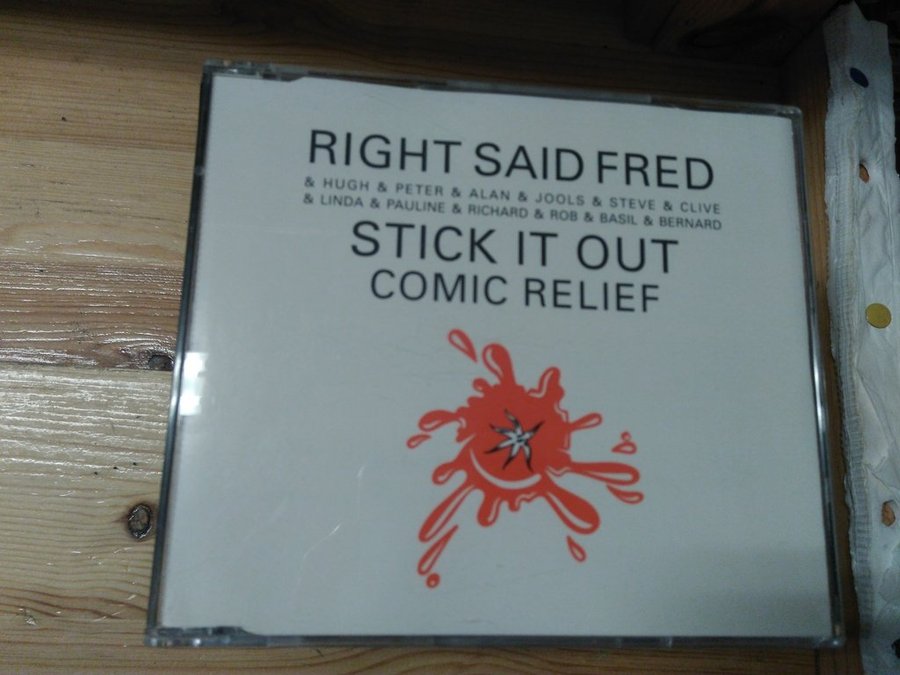 RIGHT SAID FRED
& HUGH & PETER & ALAN & JOOLS & STEVE & CLIVE
& LINDA & PAULINE & RICHARD & ROB & BASIL & BERNARD
STICK IT OUT
COMIC RELIEF